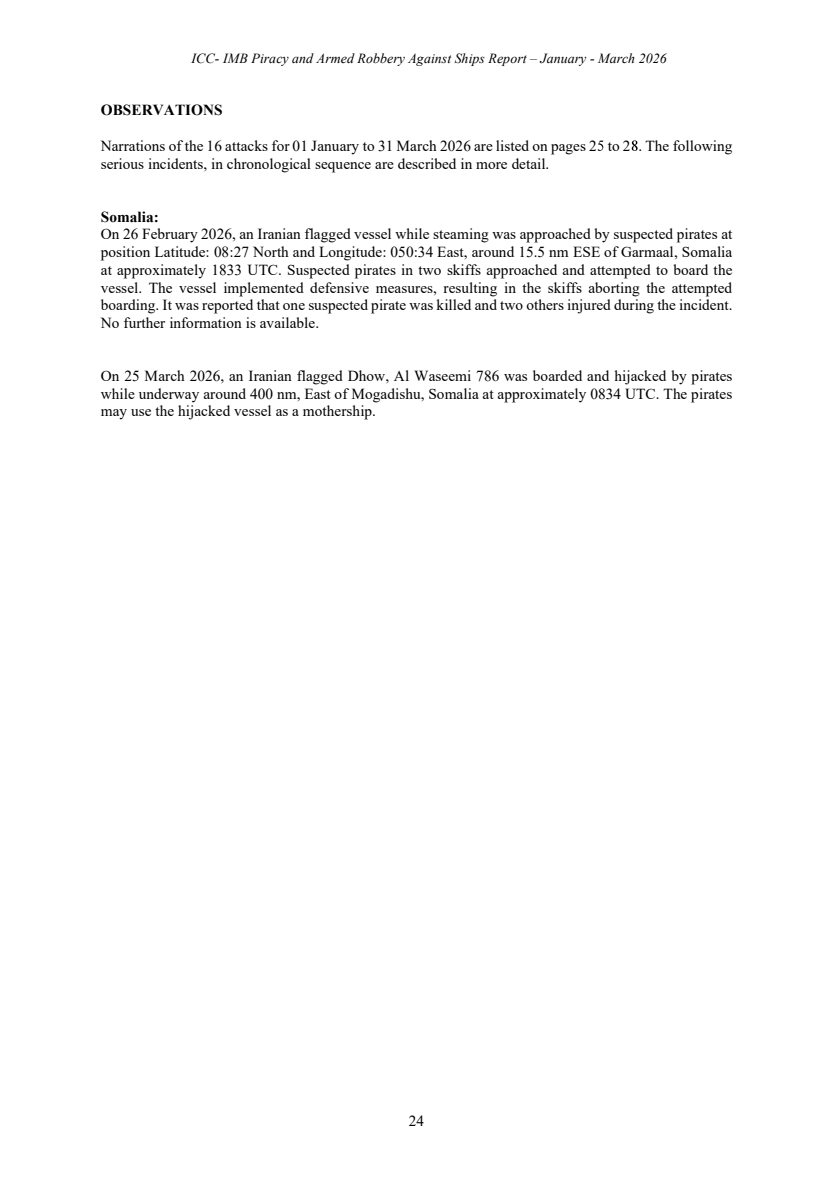 ICC- IMB Piracy and Armed Robbery Against Ships Report – January - March 2026
OBSERVATIONS
Narrations of the 16 attacks for 01 January to 31 March 2026 are listed on pages 25 to 28. The following
serious incidents, in chronological sequence are described in more detail.
Somalia:
On 26 February 2026, an Iranian flagged vessel while steaming was approached by suspected pirates at
position Latitude: 08:27 North and Longitude: 050:34 East, around 15.5 nm ESE of Garmaal, Somalia
at approximately 1833 UTC. Suspected pirates in two skiffs approached and attempted to board the
vessel. The vessel implemented defensive measures, resulting in the skiffs aborting the attempted
boarding. It was reported that one suspected pirate was killed and two others injured during the incident.
No further information is available.
On 25 March 2026, an Iranian flagged Dhow, Al Waseemi 786 was boarded and hijacked by pirates
while underway around 400 nm, East of Mogadishu, Somalia at approximately 0834 UTC. The pirates
may use the hijacked vessel as a mothership.
24